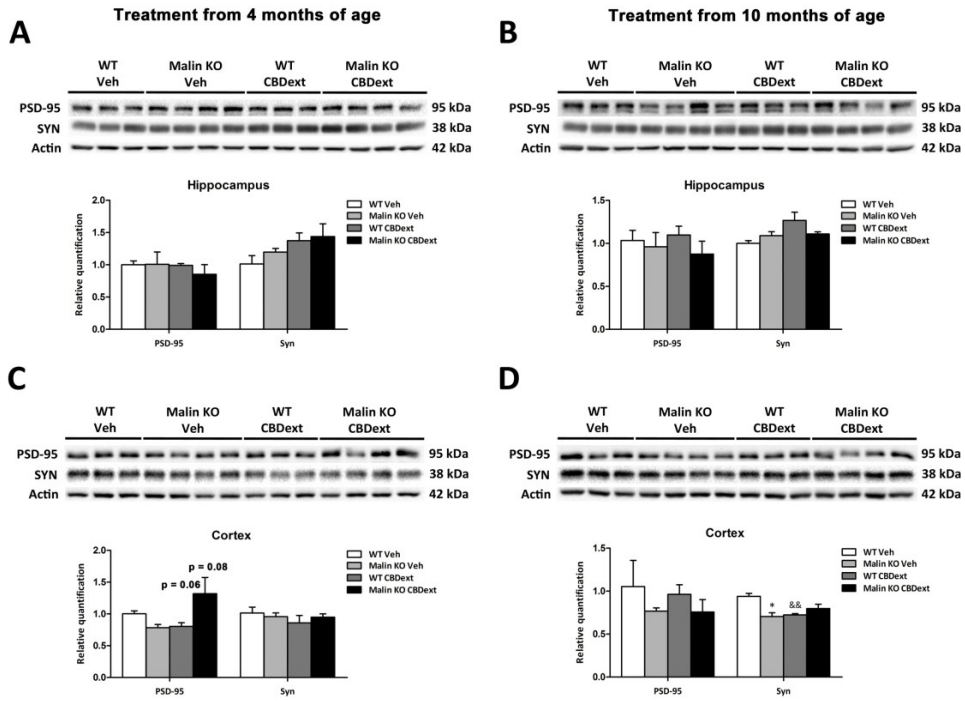 Treatment from 4 months of age
Treatment from 10 months of age
A
WT Malin KO WT Malin KO
Veh Veh CBDext CBDext
PSD-95 95 kDa
SYN 38 kDa
Actin 42 kDa
Hippocampus
Relative quantification
2.0
1.5
1.0
0.5
0.0
WT Veh
Malin KO Veh
WT CBDext
Malin KO CBDext
PSD-95 Syn
B
WT Malin KO WT Malin KO
Veh Veh CBDext CBDext
PSD-95 95 kDa
SYN 38 kDa
Actin 42 kDa
Hippocampus
Relative quantification
1.5
1.0
0.5
0.0
WT Veh
Malin KO Veh
WT CBDext
Malin KO CBDext
PSD-95 Syn
C
WT Malin KO WT Malin KO
Veh Veh CBDext CBDext
PSD-95 95 kDa
SYN 38 kDa
Actin 42 kDa
Cortex
Relative quantification
2.0
1.5
1.0
0.5
0.0
p = 0.08
p = 0.06
WT Veh
Malin KO Veh
WT CBDext
Malin KO CBDext
PSD-95 Syn
D
WT Malin KO WT Malin KO
Veh Veh CBDext CBDext
PSD-95 95 kDa
SYN 38 kDa
Actin 42 kDa
Cortex
Relative quantification
1.5
1.0
0.5
0.0
* &&
WT Veh
Malin KO Veh
WT CBDext
Malin KO CBDext
PSD-95 Syn